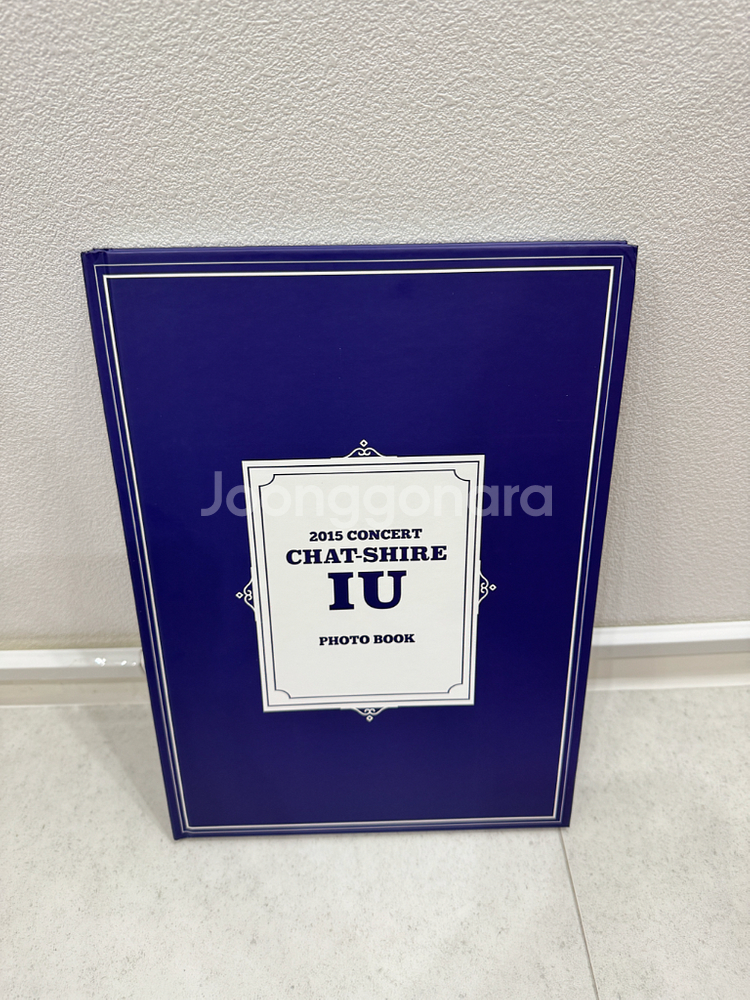 Joonggonara
2015 CONCERT
CHAT-SHIRE
IU
PHOTO BOOK